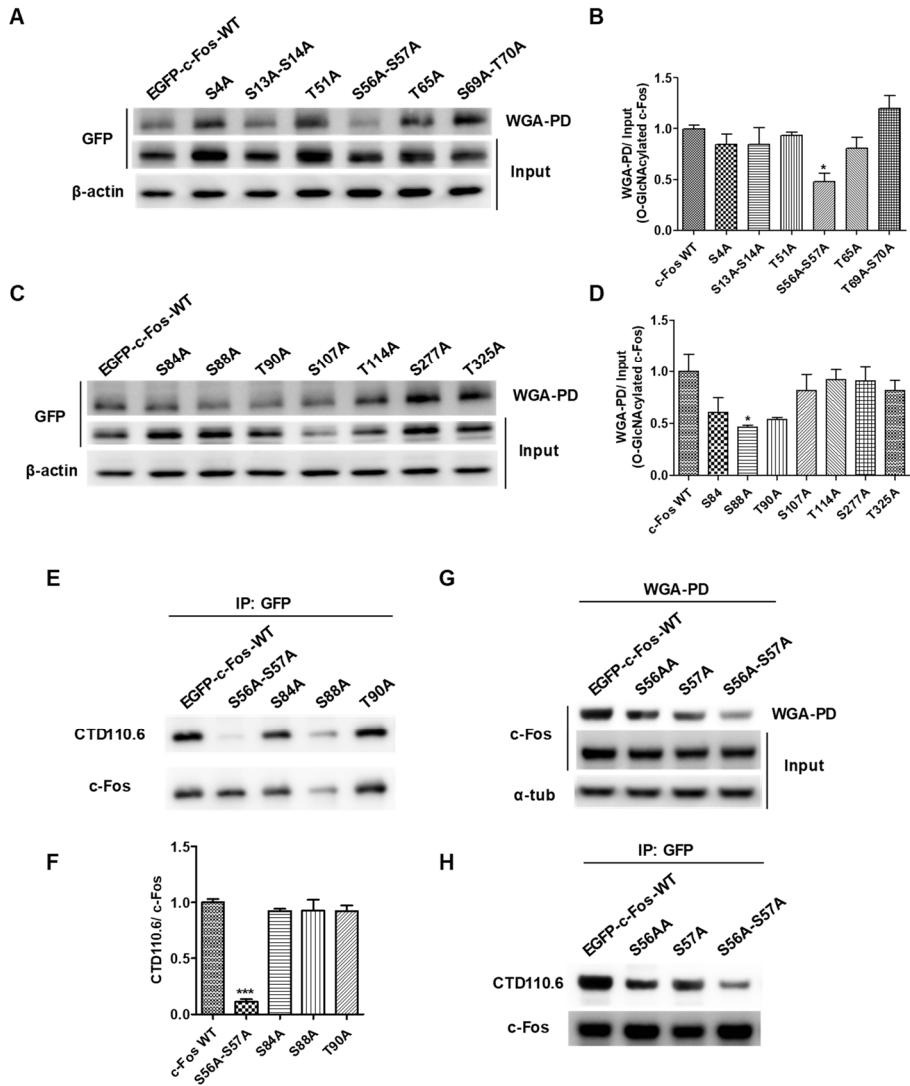 A
EGFP-c-Fos-WT S4A S13A-S14A T51A S56A-S57A T65A S69A-T70A
GFP WGA-PD
Input
β-actin
B
WGA-PD/ Input
(O-GlcNAcylated c-Fos)
1.5
1.0
0.5
0.0
*
c-Fos WT S4A S13A-S14A T51A S56A-S57A T65A T69A-S70A
C
EGFP-c-Fos-WT S84A S88A T90A S107A T114A S277A T325A
GFP WGA-PD
Input
β-actin
D
WGA-PD/ Input
(O-GlcNAcylated c-Fos)
1.5
1.0
0.5
0.0
*
c-Fos WT S84 S88A T90A S107A T114A S277A T325A
E
IP: GFP
EGFP-c-Fos-WT S56A-S57A S84A S88A T90A
CTD110.6
c-Fos
F
CTD110.6/ c-Fos
1.5
1.0
0.5
0.0
***
c-Fos WT S56A-S57A S84A S88A T90A
G
WGA-PD
EGFP-c-Fos-WT S56AA S57A S56A-S57A
c-Fos WGA-PD
Input
α-tub
H
IP: GFP
EGFP-c-Fos-WT S56AA S57A S56A-S57A
CTD110.6
c-Fos